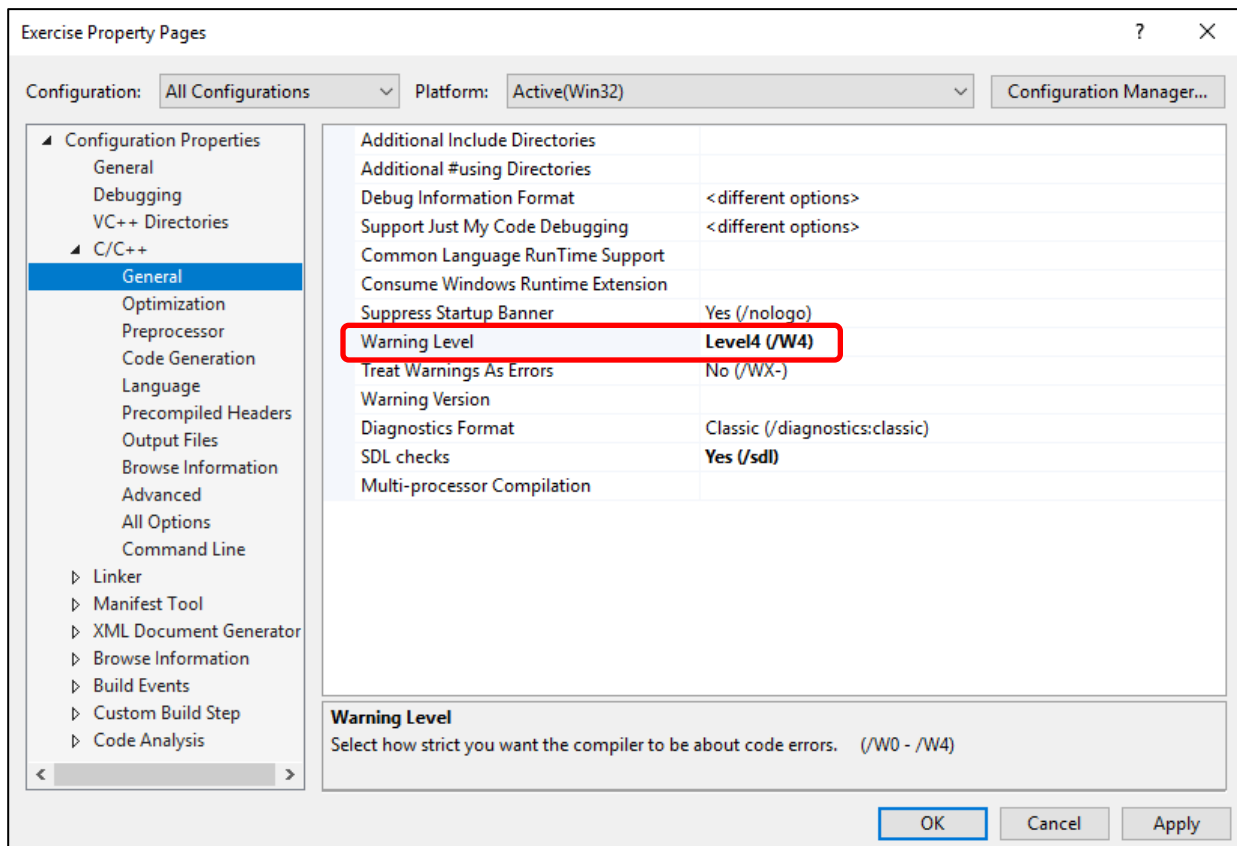 Exercise Property Pages
?
Configuration: All Configurations Platform: Active(Win32) Configuration Manager...
Configuration Properties
General
Debugging
VC++ Directories
C/C++
General
Optimization
Preprocessor
Code Generation
Language
Precompiled Headers
Output Files
Browse Information
Advanced
All Options
Command Line
Linker
Manifest Tool
XML Document Generator
Browse Information
Build Events
Custom Build Step
Code Analysis
Additional Include Directories
Additional #using Directories
Debug Information Format <different options>
Support Just My Code Debugging <different options>
Common Language RunTime Support
Consume Windows Runtime Extension
Suppress Startup Banner Yes (/nologo)
Warning Level Level4 (/W4)
Treat Warnings As Errors No (/WX-)
Warning Version
Diagnostics Format Classic (/diagnostics:classic)
SDL checks Yes (/sdl)
Multi-processor Compilation
Warning Level
Select how strict you want the compiler to be about code errors. (/W0 - /W4)
OK Cancel Apply